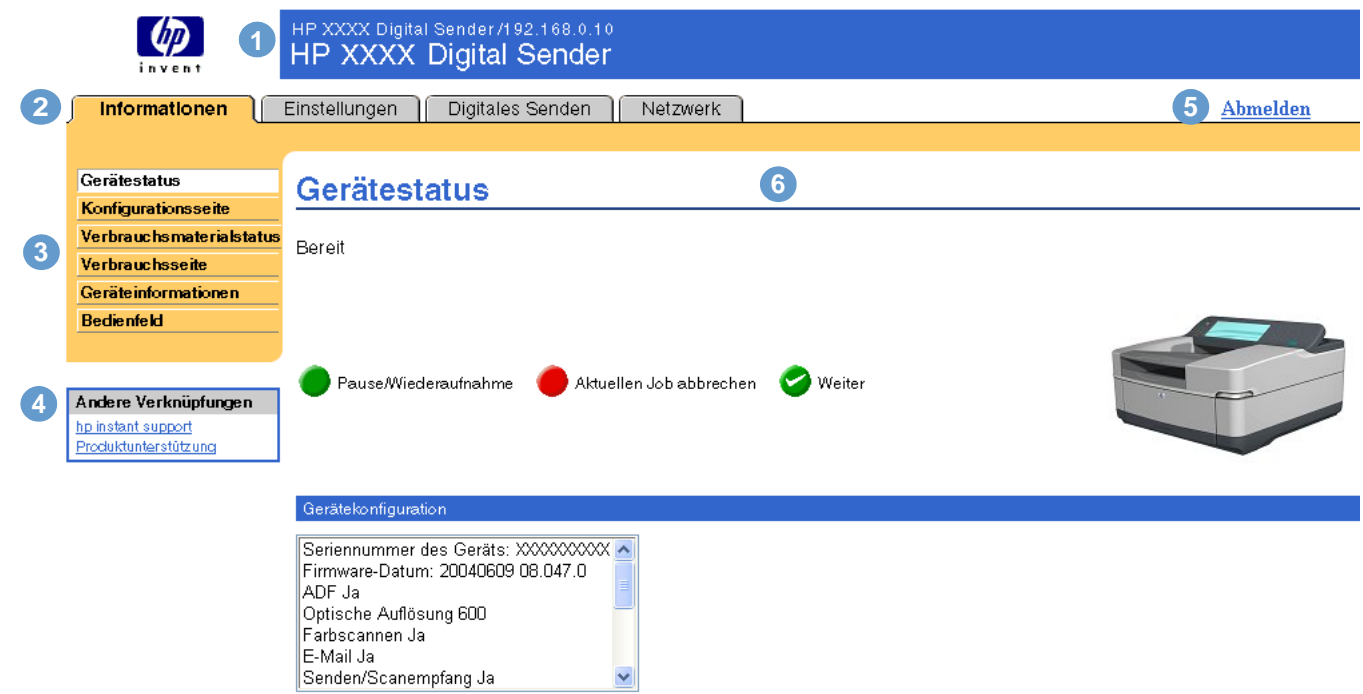 hp
invent
1
HP XXXX Digital Sender/192.168.0.10
HP XXXX Digital Sender
2
Informationen
Einstellungen
Digitales Senden
Netzwerk
5
Abmelden
Gerätestatus
Konfigurationsseite
Verbrauchsmaterialstatus
Verbrauchsseite
Geräteinformationen
Bedienfeld
3
Gerätestatus
6
Bereit
Pause/Wiederaufnahme
Aktuellen Job abbrechen
Weiter
4
Andere Verknüpfungen
hp instant support
Produktunterstützung
Gerätekonfiguration
Seriennummer des Geräts: XXXXXXXXXX
Firmware-Datum: 20040609 08.047.0
ADF Ja
Optische Auflösung 600
Farbscannen Ja
E-Mail Ja
Senden/Scanempfang Ja